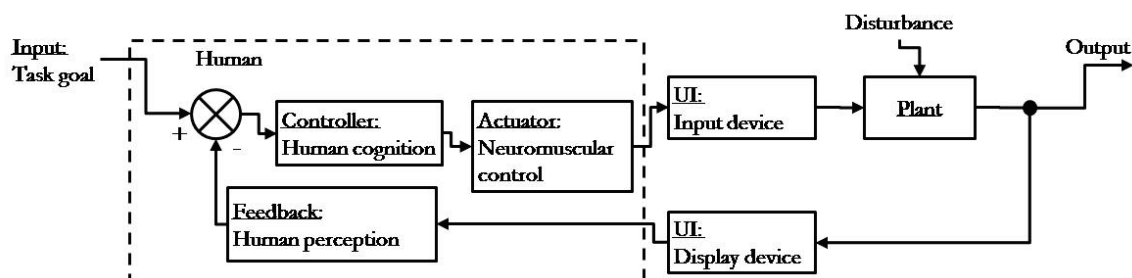 Input:
Task goal
Human
+
-
Controller:
Human cognition
Actuator:
Neuromuscular
control
UI:
Input device
Disturbance
Plant
Output
Feedback:
Human perception
UI:
Display device